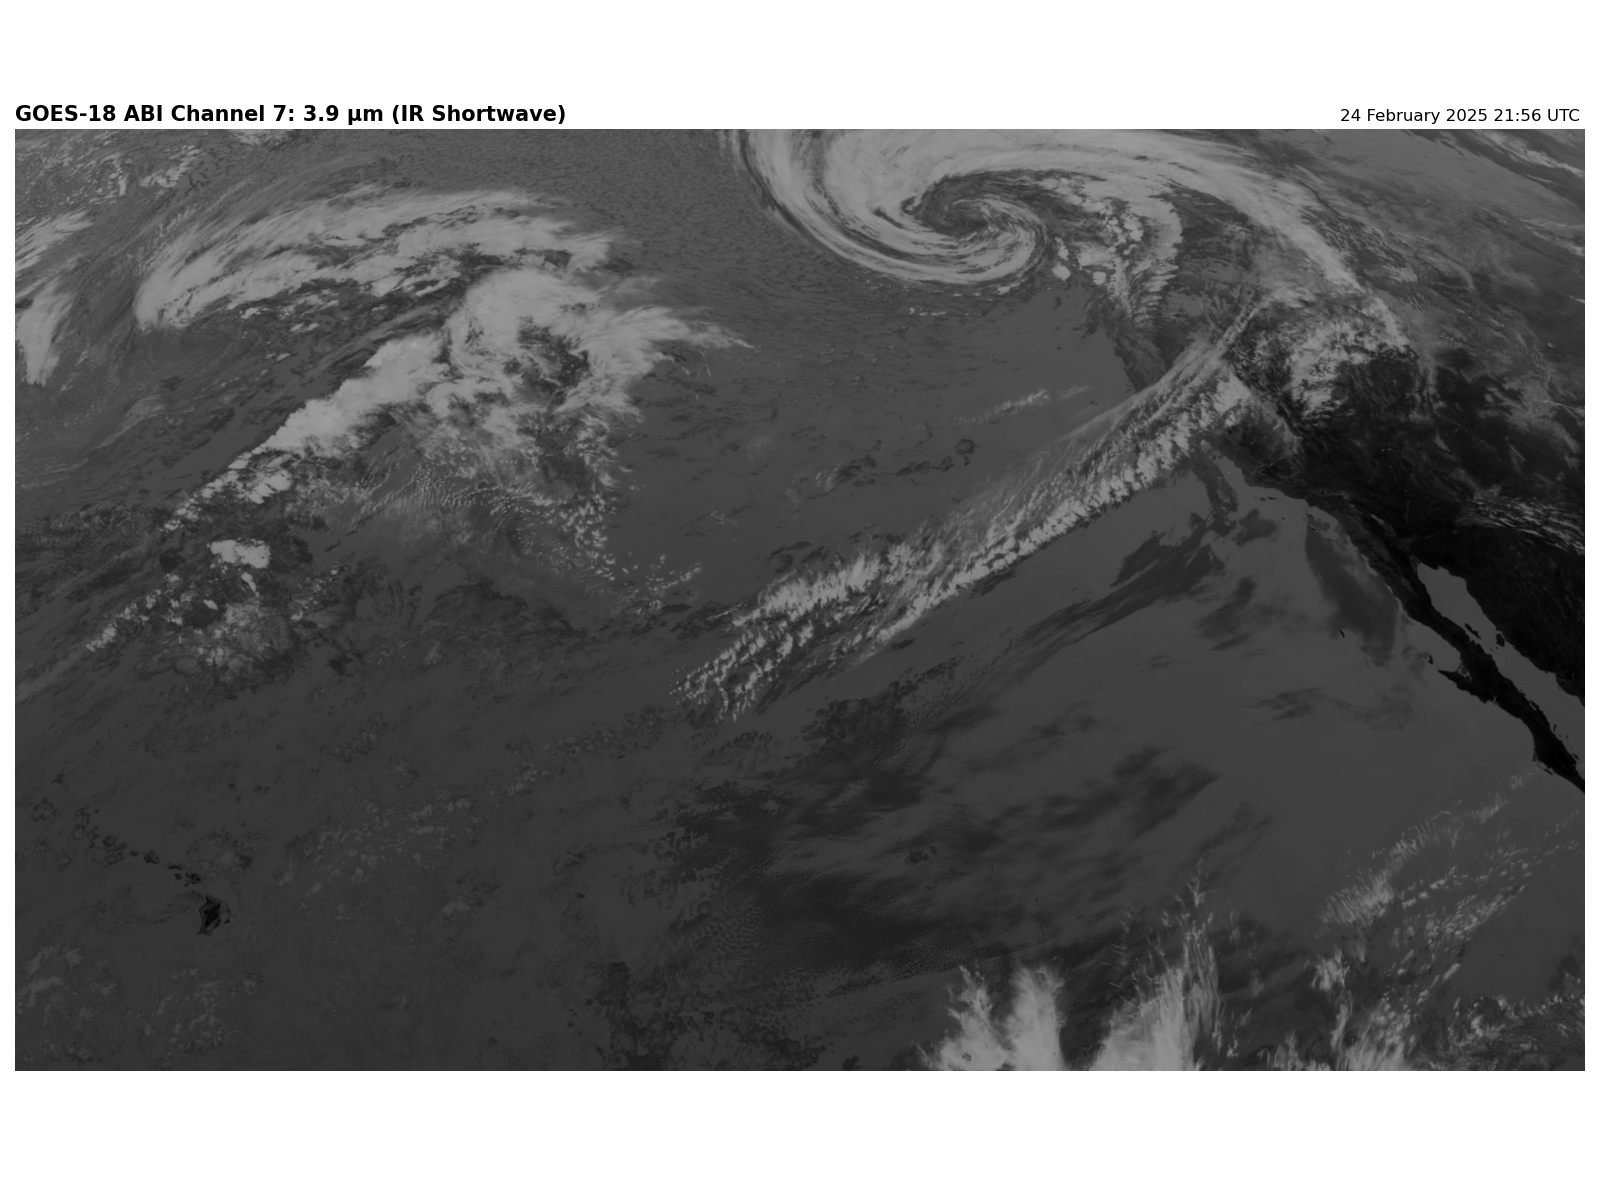 GOES-18 ABI Channel 7: 3.9 μm (IR Shortwave)
24 February 2025 21:56 UTC